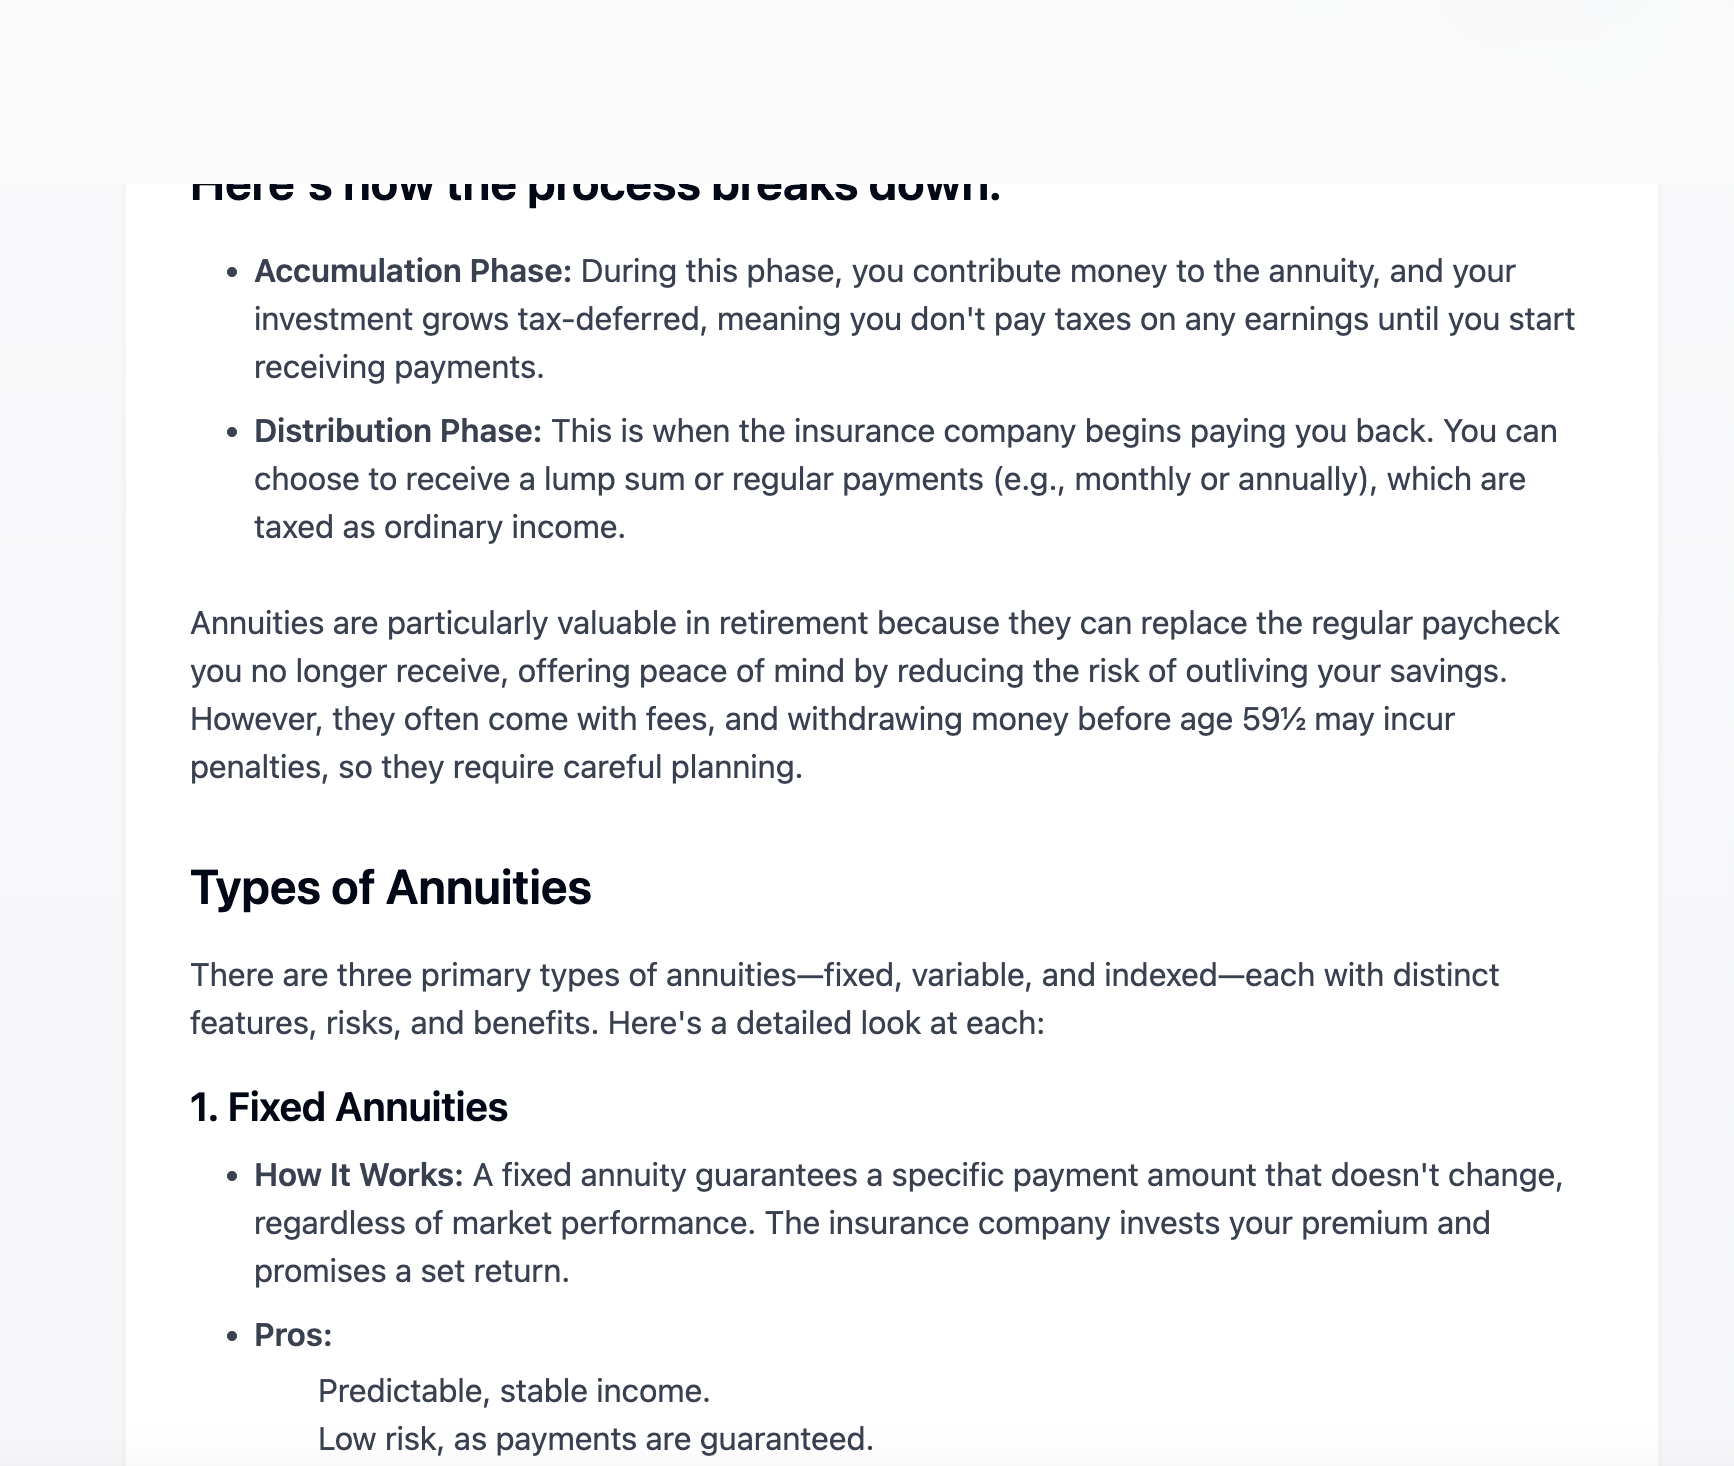 Here's how the process breaks down:
Accumulation Phase: During this phase, you contribute money to the annuity, and your
investment grows tax-deferred, meaning you don't pay taxes on any earnings until you start
receiving payments.
Distribution Phase: This is when the insurance company begins paying you back. You can
choose to receive a lump sum or regular payments (e.g., monthly or annually), which are
taxed as ordinary income.
Annuities are particularly valuable in retirement because they can replace the regular paycheck
you no longer receive, offering peace of mind by reducing the risk of outliving your savings.
However, they often come with fees, and withdrawing money before age 59½ may incur
penalties, so they require careful planning.
Types of Annuities
There are three primary types of annuities—fixed, variable, and indexed—each with distinct
features, risks, and benefits. Here's a detailed look at each:
1. Fixed Annuities
How It Works: A fixed annuity guarantees a specific payment amount that doesn't change,
regardless of market performance. The insurance company invests your premium and
promises a set return.
Pros:
Predictable, stable income.
Low risk, as payments are guaranteed.